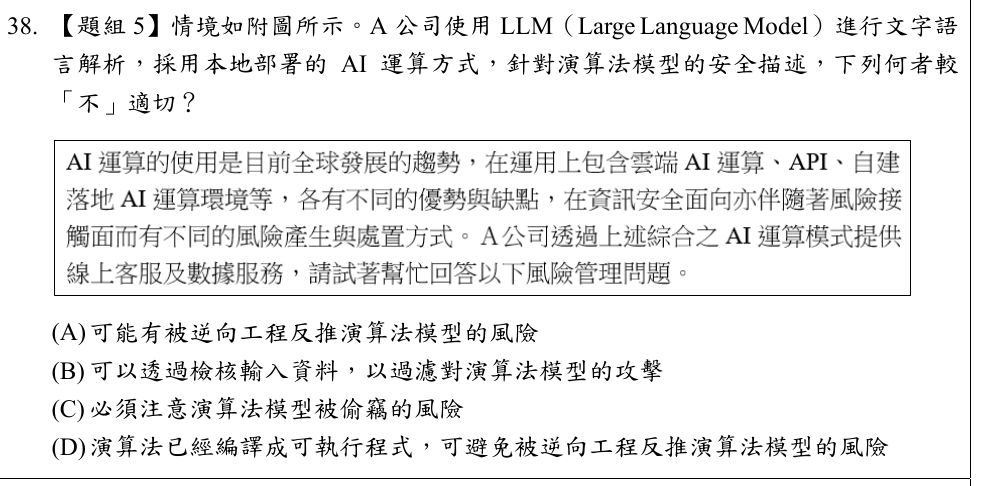 38. 【題組 5】情境如附圖所示。A 公司使用 LLM（Large Language Model）進行文字語
言解析，採用本地部署的 AI 運算方式，針對演算法模型的安全描述，下列何者較
「不」適切？
AI 運算的使用是目前全球發展的趨勢，在運用上包含雲端 AI 運算、API、自建
落地 AI 運算環境等，各有不同的優勢與缺點，在資訊安全面向亦伴隨著風險接
觸面而有不同的風險產生與處置方式。A公司透過上述綜合之 AI 運算模式提供
線上客服及數據服務，請試著幫忙回答以下風險管理問題。
(A)可能有被逆向工程反推演算法模型的風險
(B)可以透過檢核輸入資料，以過濾對演算法模型的攻擊
(C)必須注意演算法模型被偷竊的風險
(D)演算法已經編譯成可執行程式，可避免被逆向工程反推演算法模型的風險